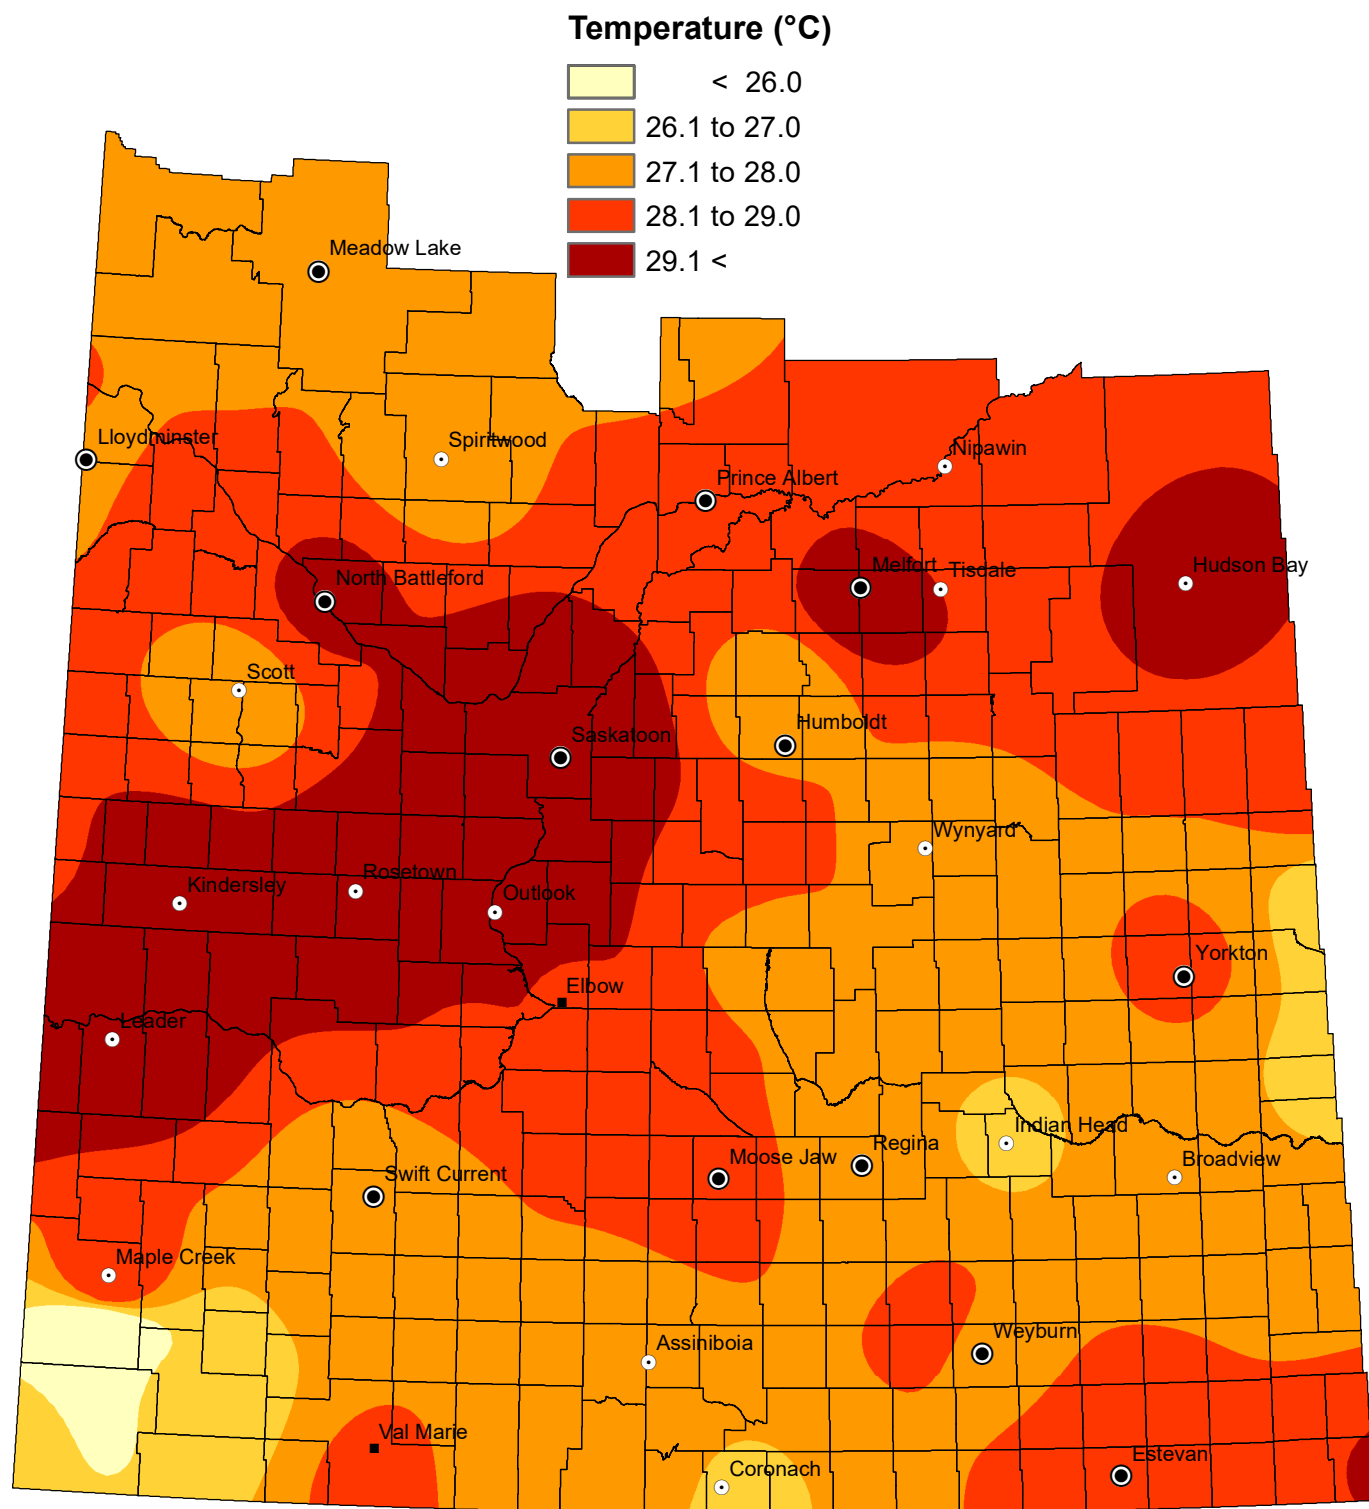 Temperature (°C)
< 26.0
26.1 to 27.0
27.1 to 28.0
28.1 to 29.0
29.1 <
Meadow Lake
Lloydminster
Spiritwood
Nipawin
Prince Albert
Hudson Bay
Melfort
Tisdale
North Battleford
Scott
Humboldt
Saskatoon
Wynyard
Rosetown
Kindersley
Outlook
Yorkton
Elbow
Leader
Indian Head
Regina
Moose Jaw
Broadview
Swift Current
Maple Creek
Weyburn
Assiniboia
Val Marie
Estevan
Coronach